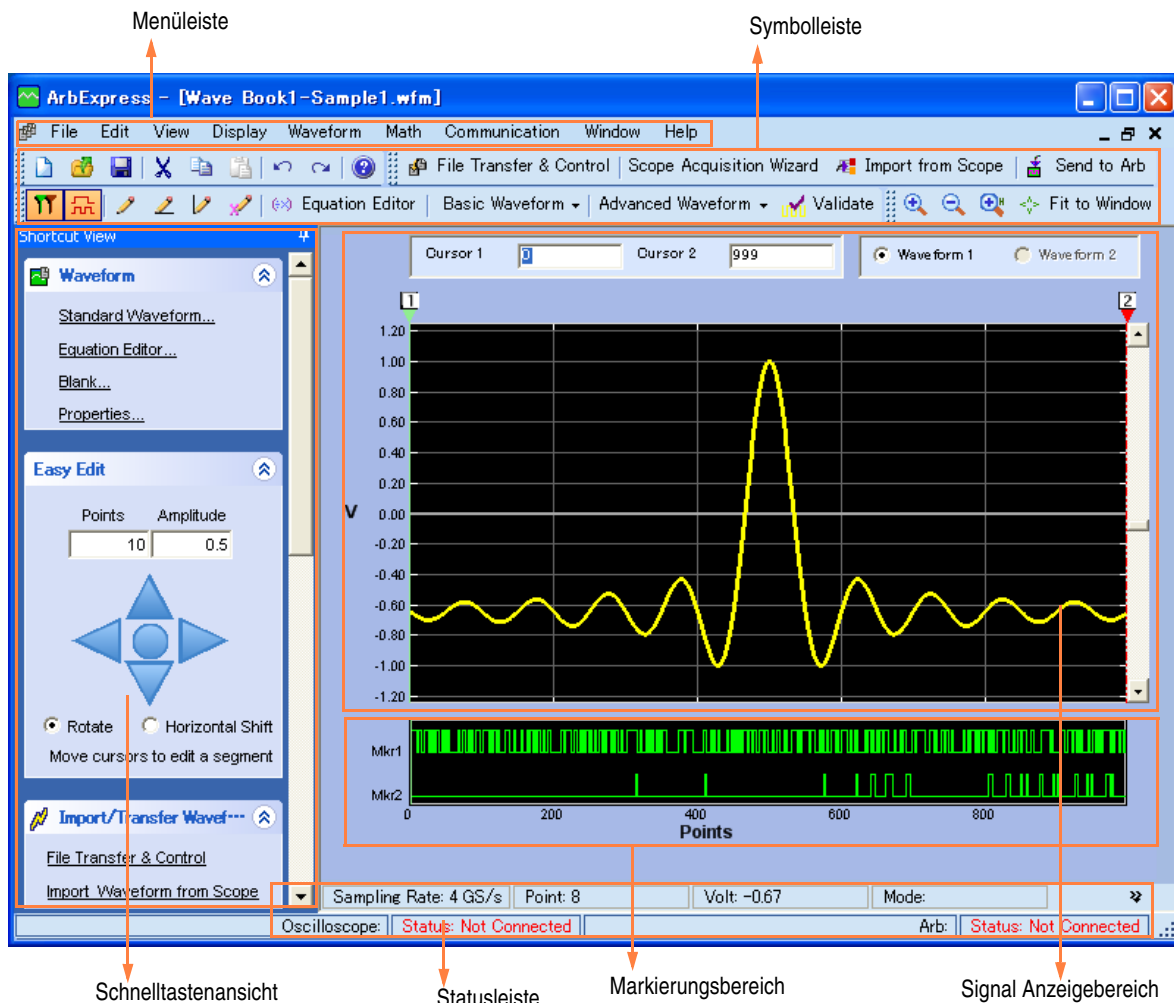 Menüleiste
Symbolleiste
ArbExpress - [Wave Book1-Sample1.wfm]
File Edit View Display Waveform Math Communication Window Help
File Transfer & Control Scope Acquisition Wizard Import from Scope Send to Arb
Equation Editor Basic Waveform Advanced Waveform Validate Fit to Window
Shortcut View
Waveform
Standard Waveform...
Equation Editor...
Blank...
Properties...
Easy Edit
Points Amplitude
10 0.5
Rotate Horizontal Shift
Move cursors to edit a segment
Import/Transfer Wavef...
File Transfer & Control
Import Waveform from Scope
Cursor 1 0 Cursor 2 999 Waveform 1 Waveform 2
1 2
1.20
1.00
0.80
0.60
0.40
0.20
V 0.00
-0.20
-0.40
-0.60
-0.80
-1.00
-1.20
Mkr1
Mkr2
0 200 400 600 800
Points
Sampling Rate: 4 GS/s Point: 8 Volt: -0.67 Mode:
Oscilloscope: Status: Not Connected Arb: Status: Not Connected
Schnelltastenansicht
Statusleiste
Markierungsbereich
Signal Anzeigebereich